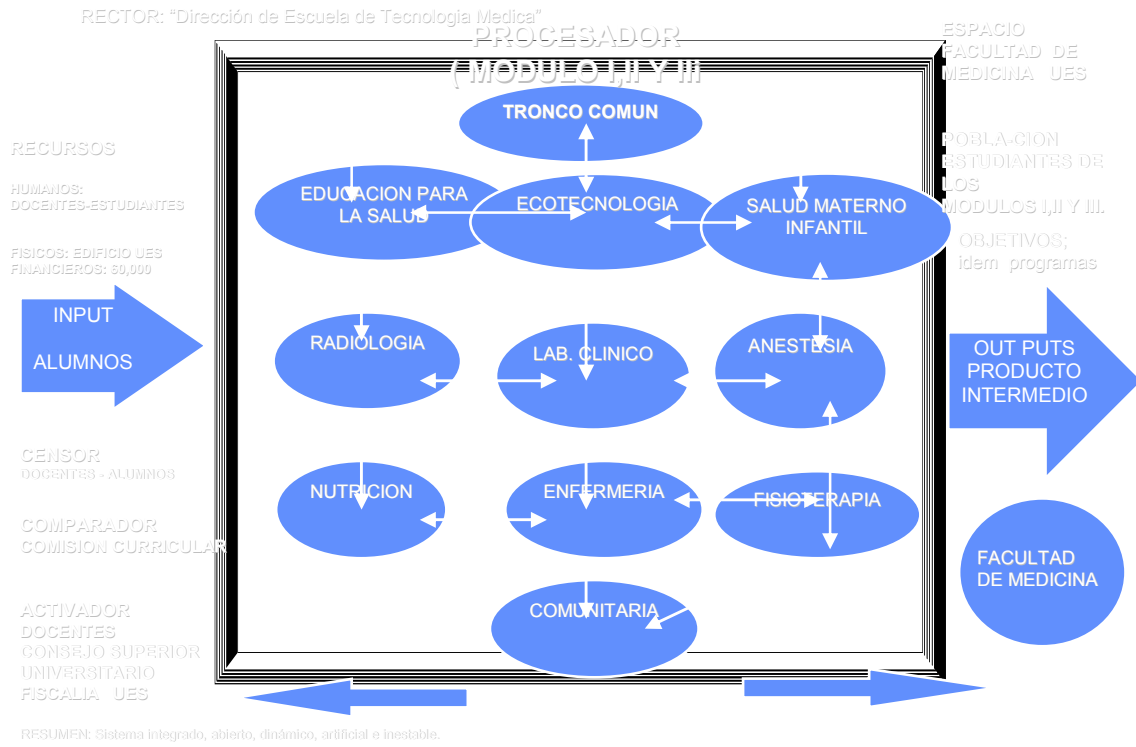 RECTOR: “Dirección de Escuela de Tecnologia Medica”
PROCESADOR
( MODULO I,II Y III
ESPACIO
FACULTAD DE
MEDICINA UES
RECURSOS
HUMANOS:
DOCENTES-ESTUDIANTES
FISICOS: EDIFICIO UES
FINANCIEROS: 60,000
INPUT
ALUMNOS
CENSOR
DOCENTES - ALUMNOS
COMPARADOR
COMISION CURRICULAR
ACTIVADOR
DOCENTES
CONSEJO SUPERIOR
UNIVERSITARIO
FISCALIA UES
TRONCO COMUN
EDUCACION PARA
LA SALUD
ECOTECNOLOGIA
SALUD MATERNO
INFANTIL
RADIOLOGIA
LAB. CLINICO
ANESTESIA
NUTRICION
ENFERMERIA
FISIOTERAPIA
COMUNITARIA
POBLA-CION
ESTUDIANTES DE
LOS
MODULOS I,II Y III.
OBJETIVOS;
idem programas
OUT PUTS
PRODUCTO
INTERMEDIO
FACULTAD
DE MEDICINA
RESUMEN: Sistema integrado, abierto, dinámico, artificial e inestable.